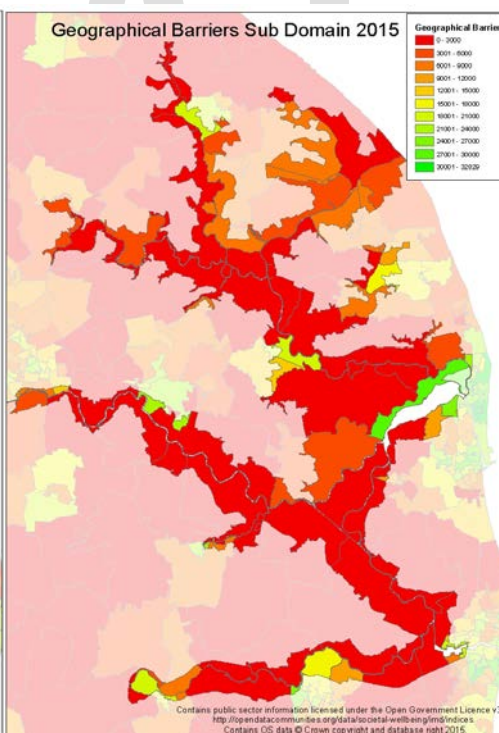 Geographical Barriers Sub Domain 2015
Geographical Barrier
0 - 3000
3001 - 6000
6001 - 9000
9001 - 12000
12001 - 15000
15001 - 18000
18001 - 21000
21001 - 24000
24001 - 27000
27001 - 30000
30001 - 32829
Contains public sector information licensed under the Open Government Licence v3
http://opendatacommunities.org/data/societal-wellbeing/imd/indices.
Contains OS data © Crown copyright and database right 2015